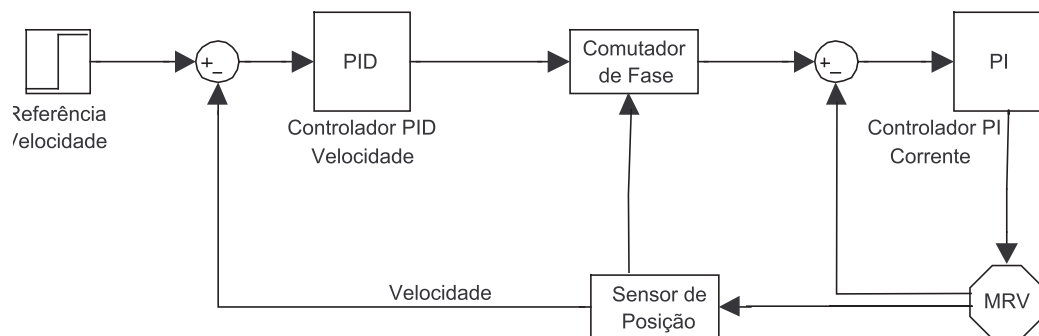 PID
Comutador
de Fase
PI
Referência
Velocidade
Controlador PID
Velocidade
Controlador PI
Corrente
Velocidade
Sensor de
Posição
MRV